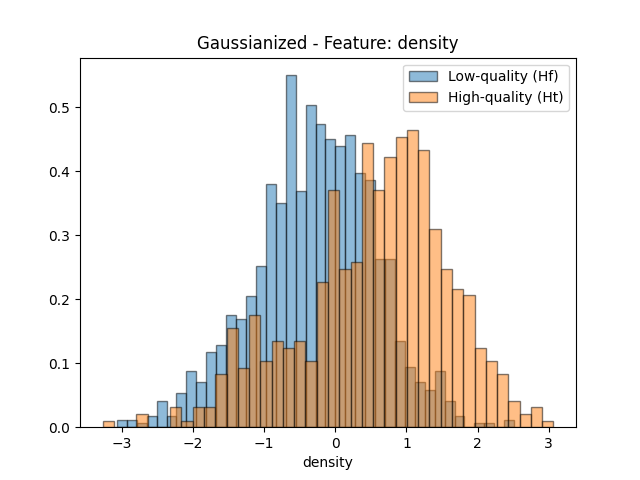 Gaussianized - Feature: density
Low-quality (Hf)
High-quality (Ht)
0.5
0.4
0.3
0.2
0.1
0.0
−3 −2 −1 0 1 2 3
density